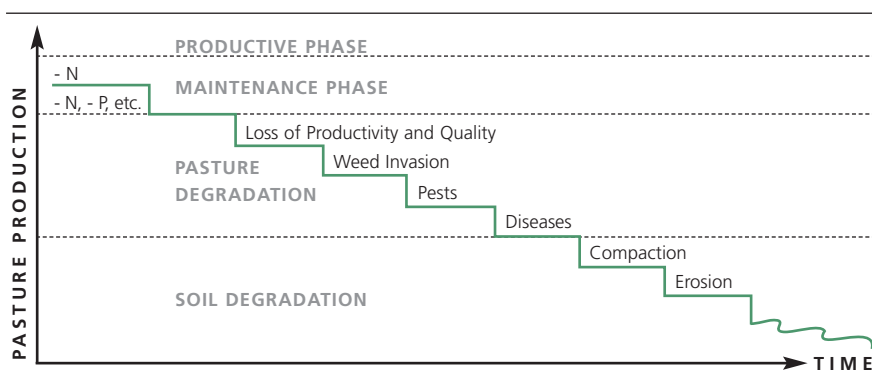 PRODUCTIVE PHASE
- N
MAINTENANCE PHASE
- N, - P, etc.
Loss of Productivity and Quality
Weed Invasion
PASTURE
DEGRADATION
Pests
Diseases
Compaction
Erosion
SOIL DEGRADATION
PASTURE PRODUCTION
TIME